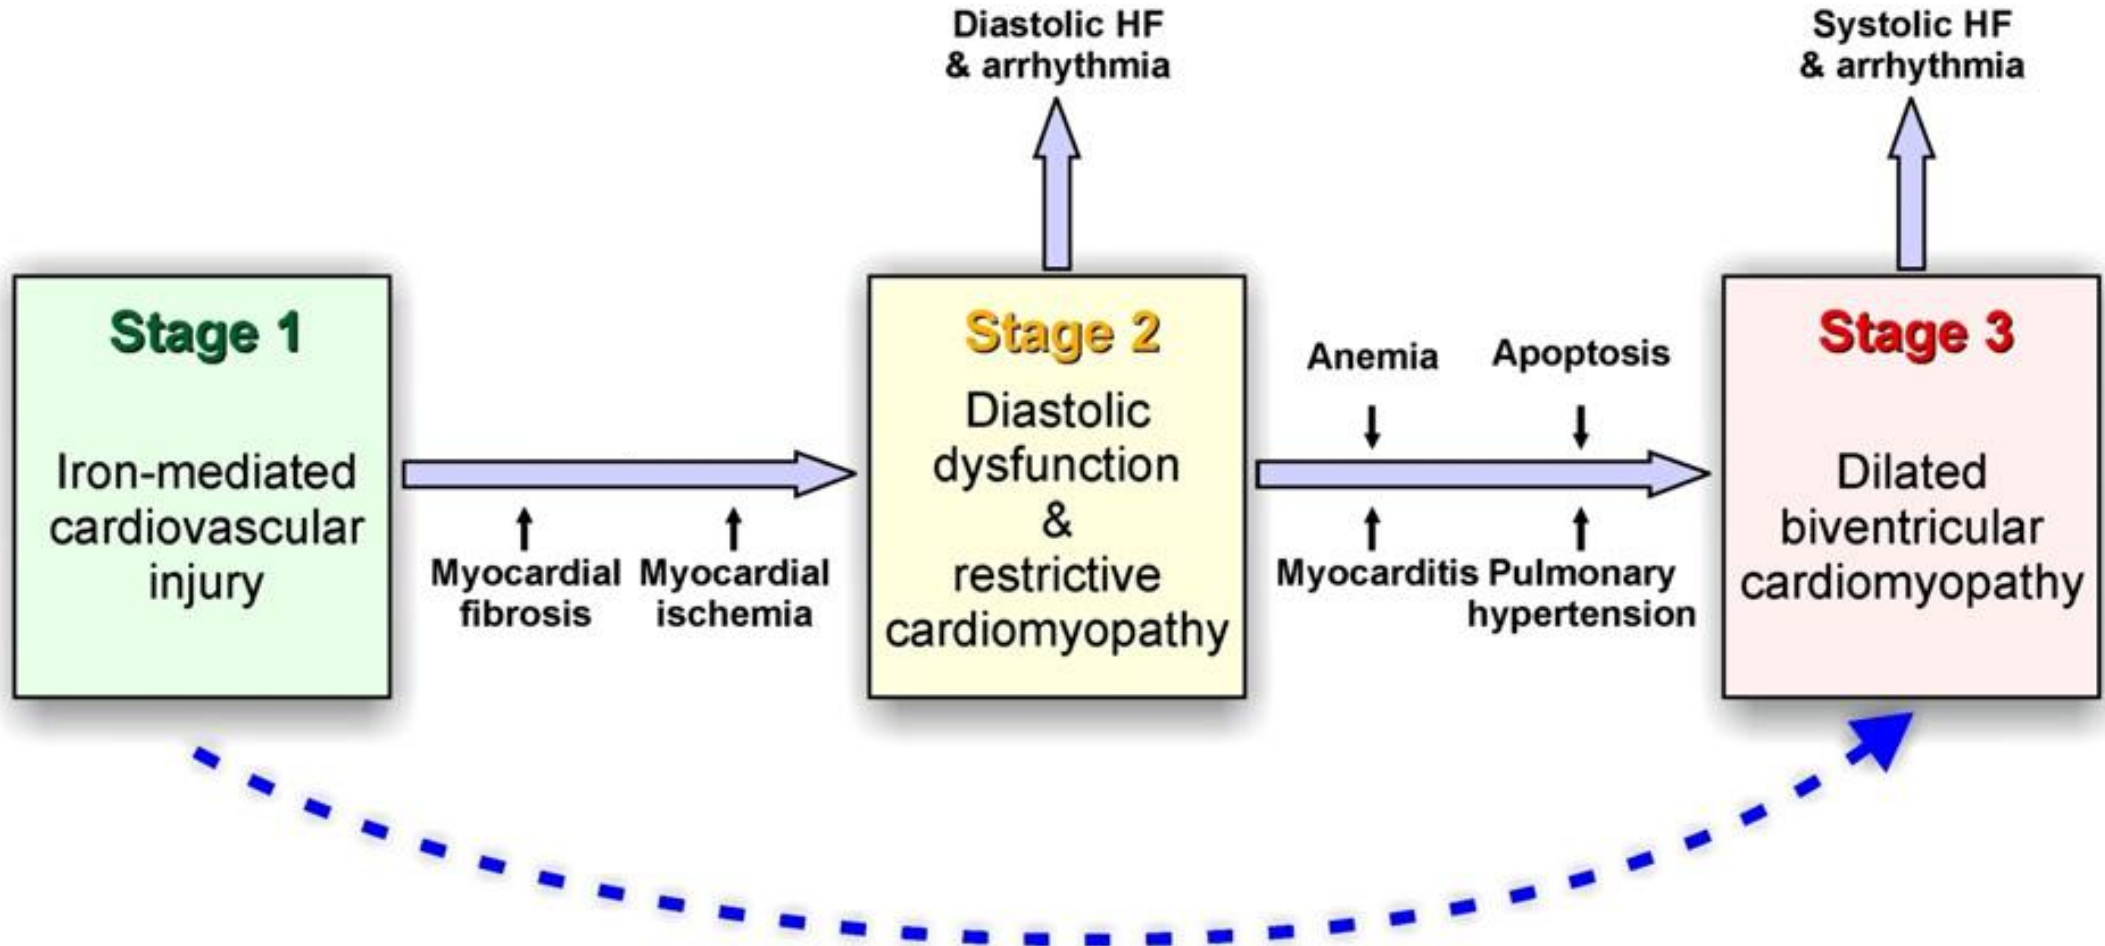 Diastolic HF
& arrhythmia
Systolic HF
& arrhythmia
Stage 1
Iron-mediated
cardiovascular
injury
Myocardial
fibrosis
Myocardial
ischemia
Stage 2
Diastolic
dysfunction
&
restrictive
cardiomyopathy
Anemia
Apoptosis
Myocarditis
Pulmonary
hypertension
Stage 3
Dilated
biventricular
cardiomyopathy